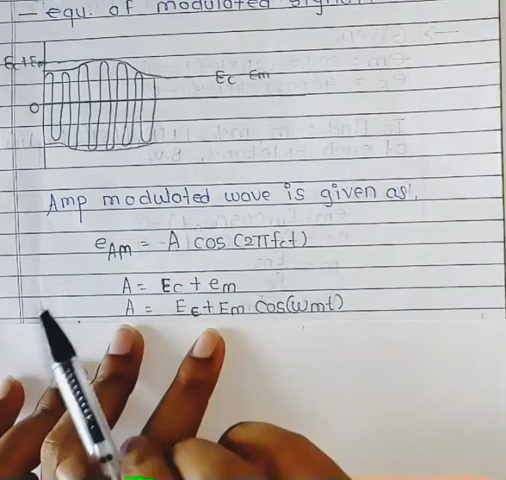 – equ. of modulated sign
Ec+Em
Ec-Em
0
Amp modulated wave is given as,
eAm = A cos (2πfct)
A = Ec + em
A = Ec + Em cos(ωmt)